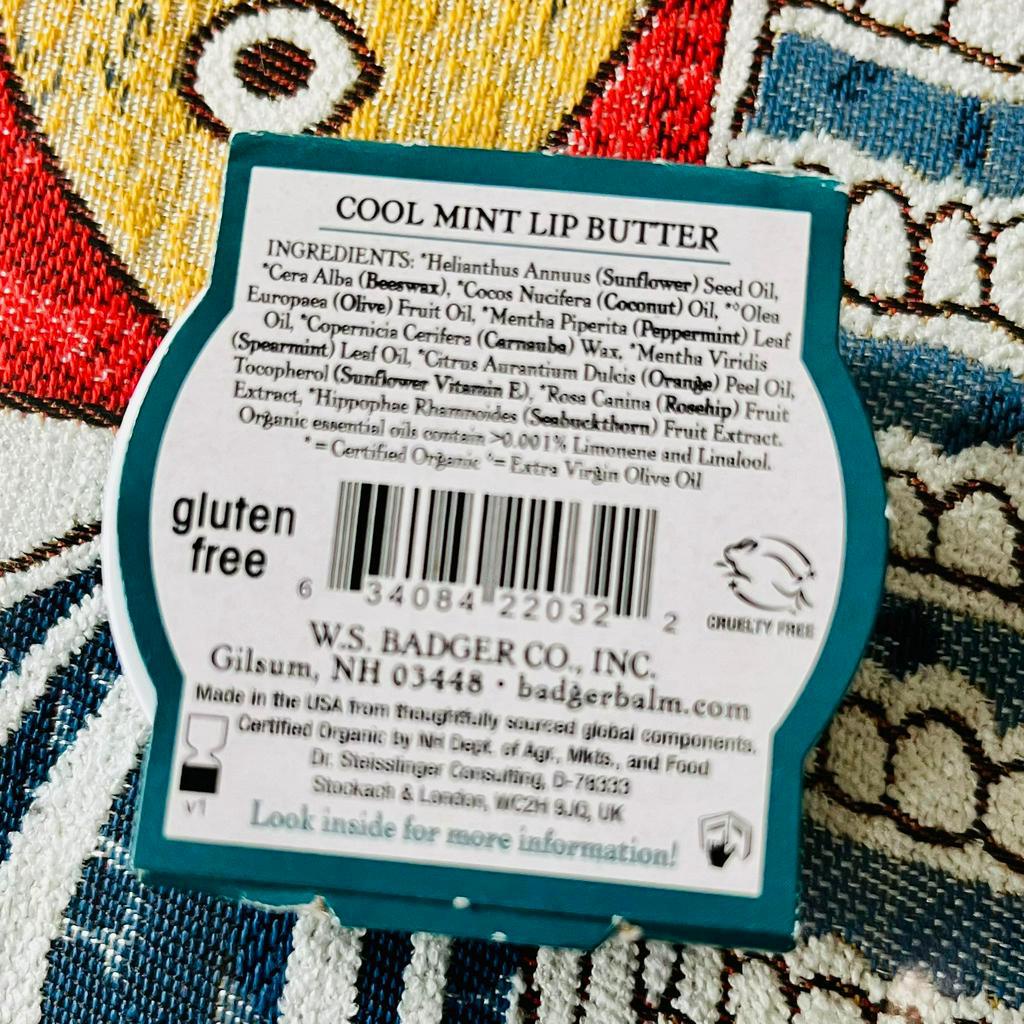 COOL MINT LIP BUTTER
INGREDIENTS: *Helianthus Annuus (Sunflower) Seed Oil,
*Cera Alba (Beeswax), *Cocos Nucifera (Coconut) Oil, *°Olea
Europaea (Olive) Fruit Oil, *Mentha Piperita (Peppermint) Leaf
Oil, *Copernicia Cerifera (Carnauba) Wax, *Mentha Viridis
(Spearmint) Leaf Oil, *Citrus Aurantium Dulcis (Orange) Peel Oil,
Tocopherol (Sunflower Vitamin E), *Rosa Canina (Rosehip) Fruit
Extract, *Hippophae Rhamnoides (Seabuckthorn) Fruit Extract.
Organic essential oils contain >0.001% Limonene and Linalool.
* = Certified Organic °= Extra Virgin Olive Oil
gluten
free
6 34084 22032 2
CRUELTY FREE
W.S. BADGER CO., INC.
Gilsum, NH 03448 • badgerbalm.com
Made in the USA from thoughtfully sourced global components.
Certified Organic by NH Dept. of Agr., Mkts., and Food
Dr. Steisslinger Consulting, D-78333
Stockach & London, WC2H 9JQ, UK
v1
Look inside for more information!